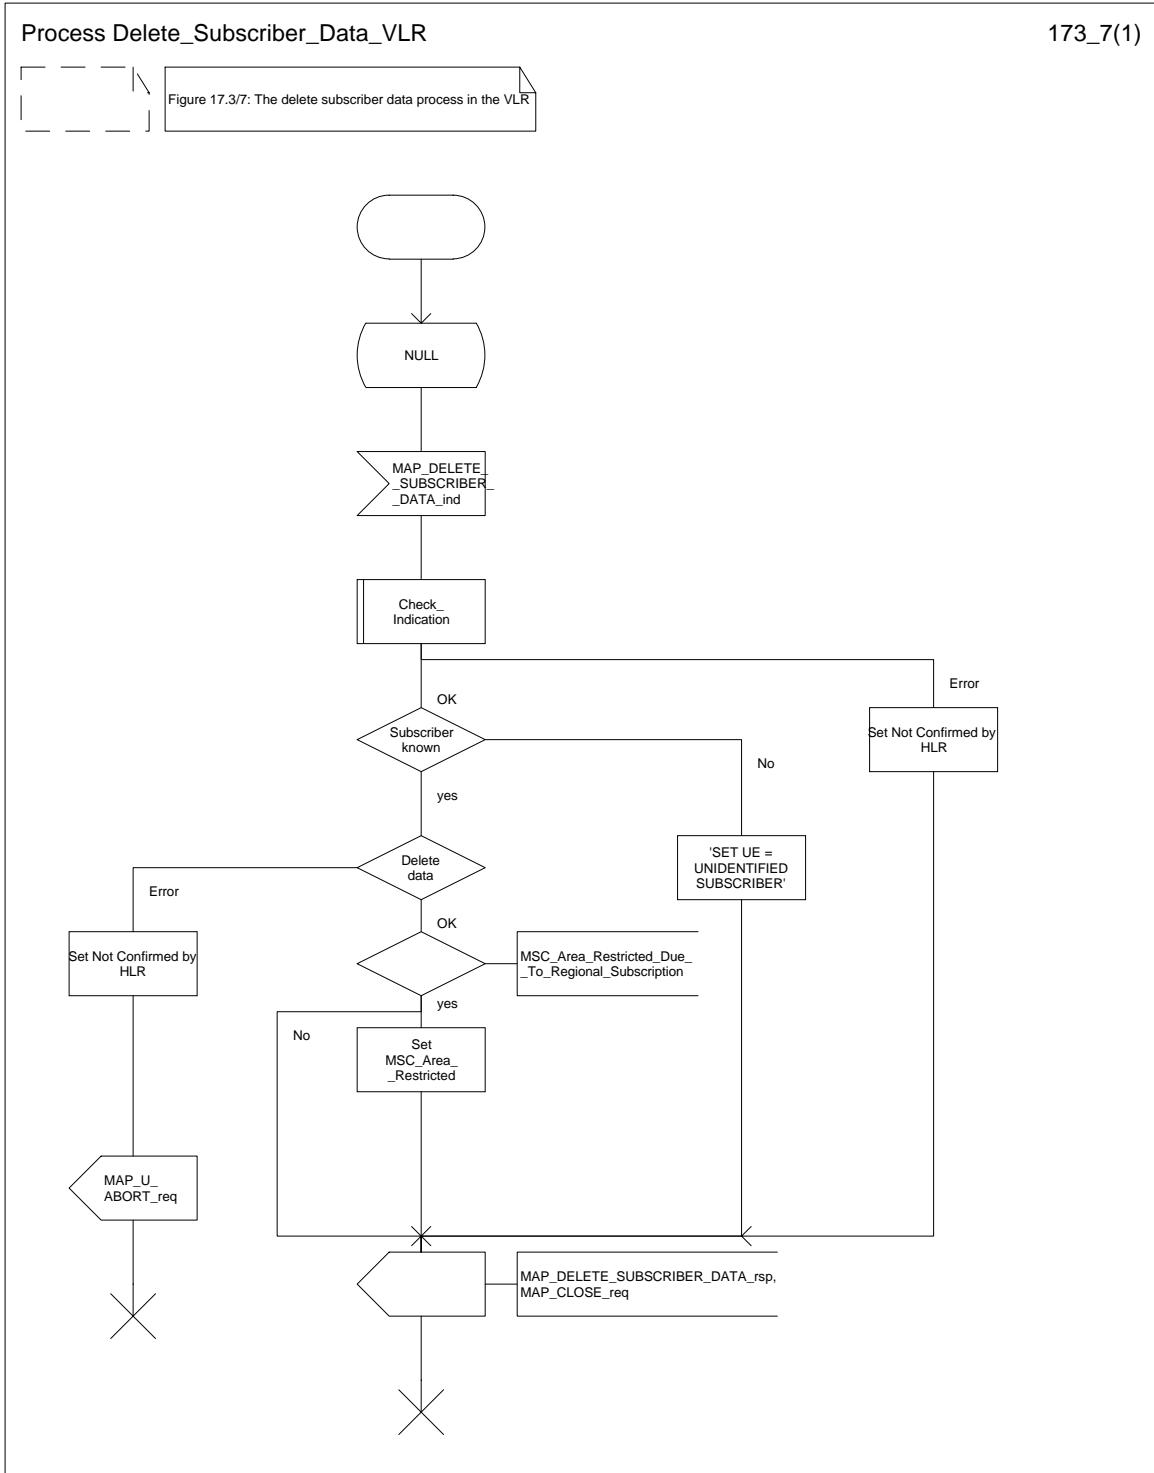 Process Delete_Subscriber_Data_VLR
173_7(1)
Figure 17.3/7: The delete subscriber data process in the VLR
NULL
MAP_DELETE_
_SUBSCRIBER_
_DATA_ind
Check_
Indication
Error
OK
Subscriber
known
Set Not Confirmed by
HLR
No
yes
'SET UE =
UNIDENTIFIED
SUBSCRIBER'
Delete
data
Error
OK
Set Not Confirmed by
HLR
MSC_Area_Restricted_Due_
_To_Regional_Subscription
yes
No
Set
MSC_Area_
_Restricted
MAP_U_
ABORT_req
MAP_DELETE_SUBSCRIBER_DATA_rsp,
MAP_CLOSE_req